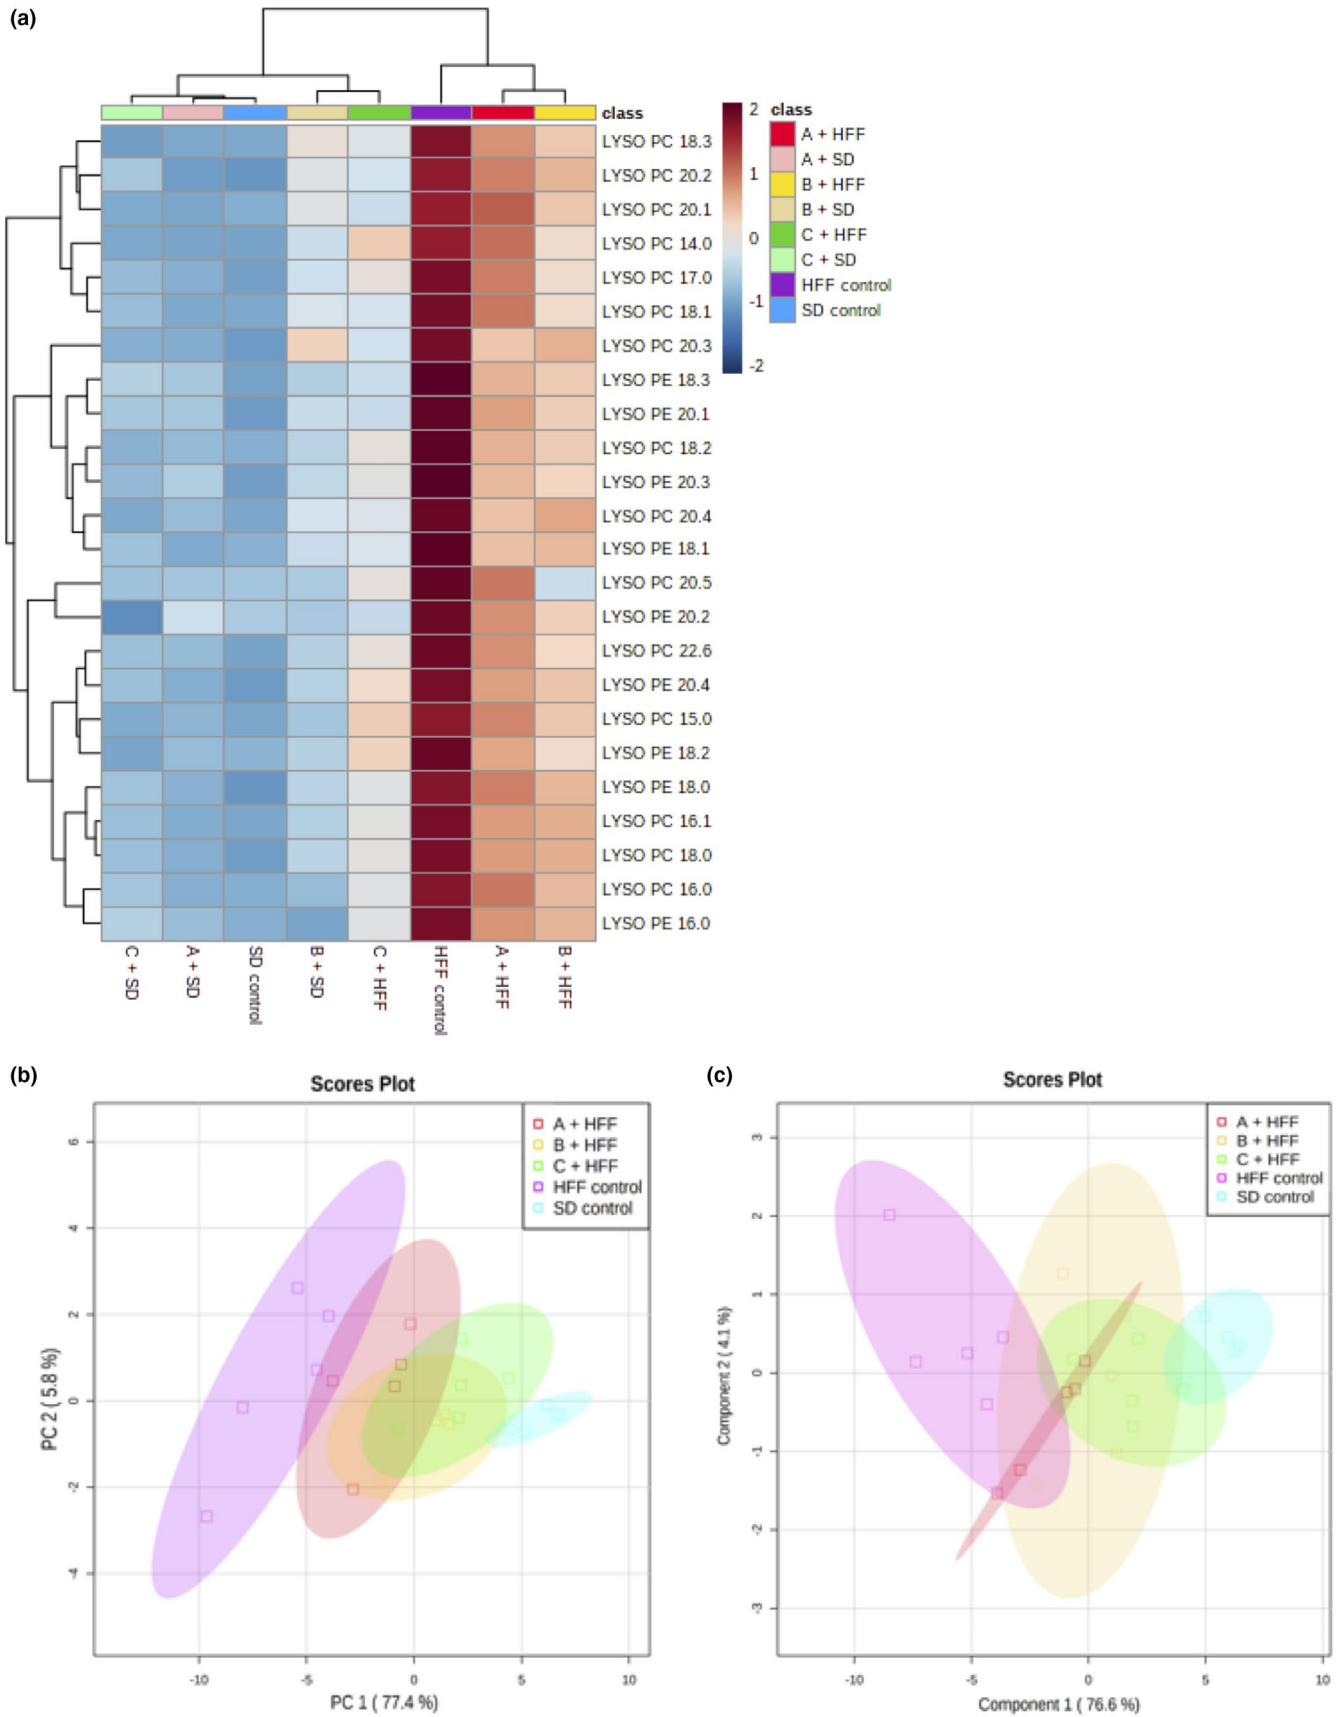 (a)
class
LYSO PC 18.3
LYSO PC 20.2
LYSO PC 20.1
LYSO PC 14.0
LYSO PC 17.0
LYSO PC 18.1
LYSO PC 20.3
LYSO PE 18.3
LYSO PE 20.1
LYSO PC 18.2
LYSO PE 20.3
LYSO PC 20.4
LYSO PE 18.1
LYSO PC 20.5
LYSO PE 20.2
LYSO PC 22.6
LYSO PE 20.4
LYSO PC 15.0
LYSO PE 18.2
LYSO PE 18.0
LYSO PC 16.1
LYSO PC 18.0
LYSO PC 16.0
LYSO PE 16.0
C + SD
A + SD
SD control
B + SD
C + HFF
HFF control
A + HFF
B + HFF
2
1
0
-1
-2
class
A + HFF
A + SD
B + HFF
B + SD
C + HFF
C + SD
HFF control
SD control
(b)
Scores Plot
A + HFF
B + HFF
C + HFF
HFF control
SD control
PC 2 ( 5.8 %)
6
4
2
0
-2
-4
-10
-5
0
5
10
PC 1 ( 77.4 %)
(c)
Scores Plot
A + HFF
B + HFF
C + HFF
HFF control
SD control
Component 2 ( 4.1 %)
3
2
1
0
-1
-2
-3
-10
-5
0
5
10
Component 1 ( 76.6 %)